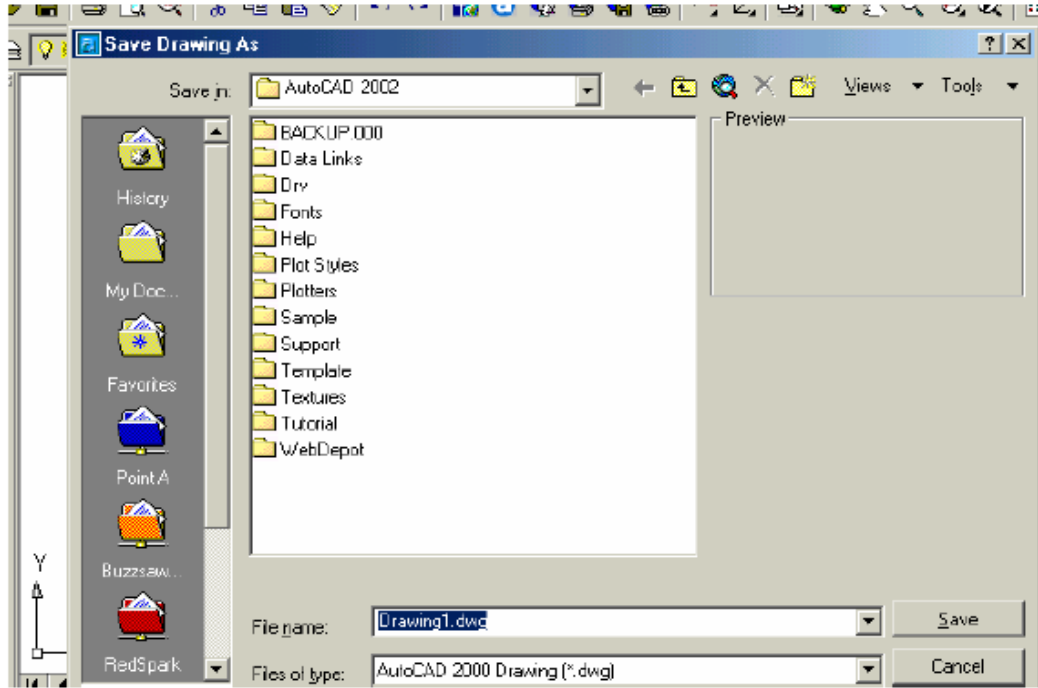 Save Drawing As
Save in: AutoCAD 2002
Views Tools
History
My Doc...
Favorites
Point A
Buzzsaw...
RedSpark
BACKUP.000
Data Links
Drv
Fonts
Help
Plot Styles
Plotters
Sample
Support
Template
Textures
Tutorial
WebDepot
Preview
Y
File name: Drawing1.dwg Save
Files of type: AutoCAD 2000 Drawing (*.dwg) Cancel